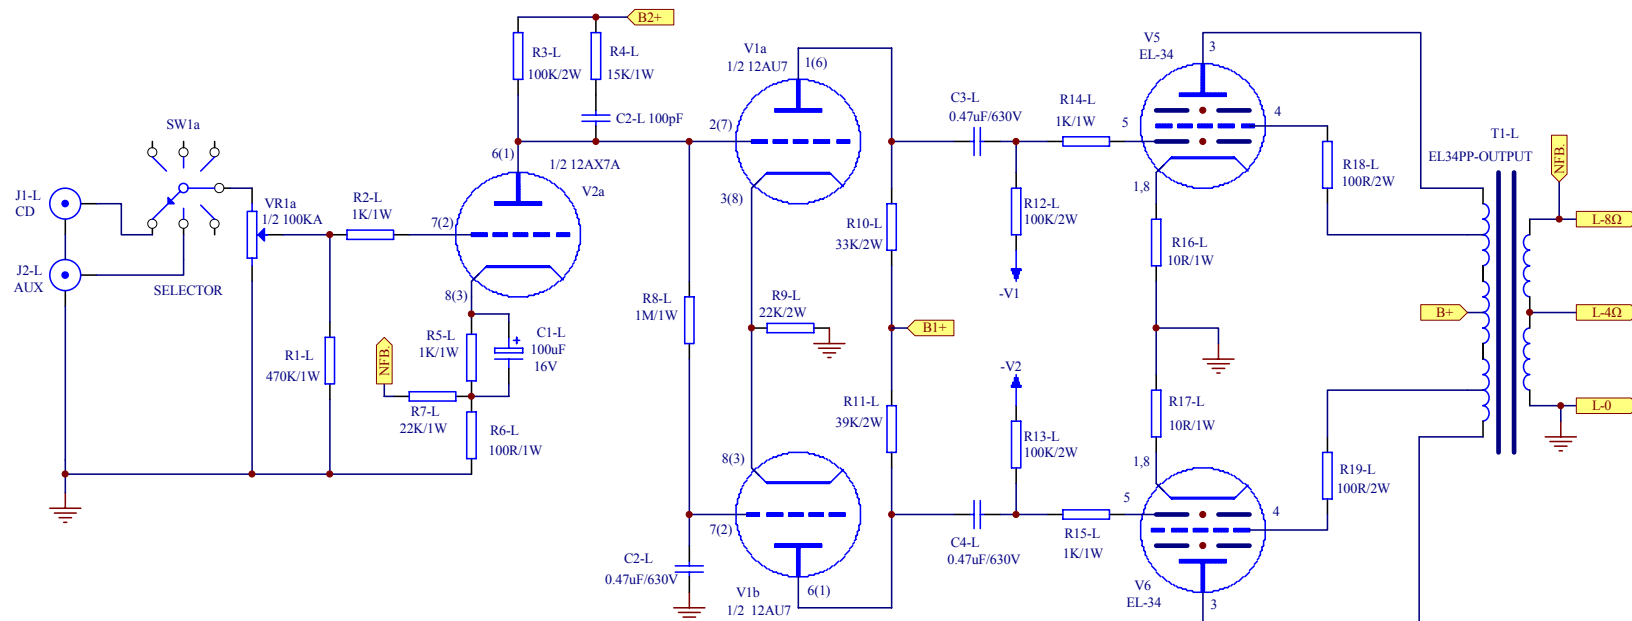 B2+
R3-L
100K/2W
R4-L
15K/1W
C2-L 100pF
V1a
1/2 12AU7
1(6)
2(7)
3(8)
V5
EL-34
3
C3-L
0.47uF/630V
R14-L
1K/1W
5
4
1,8
SW1a
6(1)
1/2 12AX7A
V2a
J1-L
CD
J2-L
AUX
SELECTOR
VR1a
1/2 100KA
R2-L
1K/1W
7(2)
8(3)
R1-L
470K/1W
NFB.
R5-L
1K/1W
C1-L
+
100uF
16V
R7-L
22K/1W
R6-L
100R/1W
R8-L
1M/1W
R9-L
22K/2W
R10-L
33K/2W
B1+
R11-L
39K/2W
R12-L
100K/2W
-V1
-V2
R13-L
100K/2W
R16-L
10R/1W
R17-L
10R/1W
R18-L
100R/2W
T1-L
EL34PP-OUTPUT
NFB.
L-8Ω
B+
L-4Ω
L-0
R19-L
100R/2W
8(3)
7(2)
C2-L
0.47uF/630V
V1b
1/2 12AU7
6(1)
C4-L
0.47uF/630V
R15-L
1K/1W
1,8
5
4
V6
EL-34
3